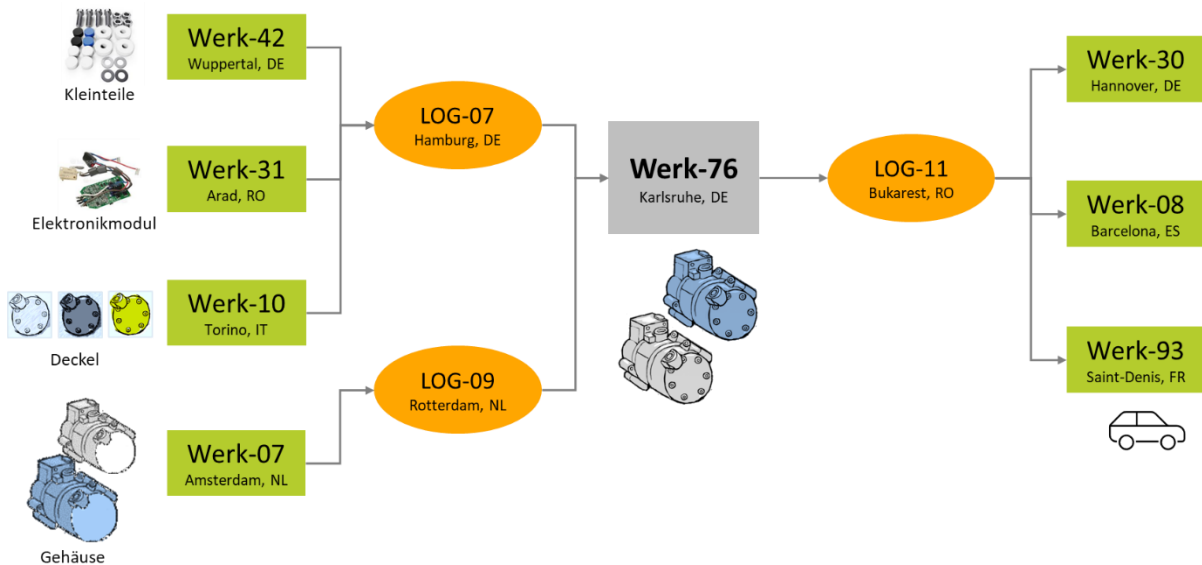 Kleinteile
Werk-42
Wuppertal, DE
Elektronikmodul
Werk-31
Arad, RO
Deckel
Werk-10
Torino, IT
Gehäuse
Werk-07
Amsterdam, NL
LOG-07
Hamburg, DE
LOG-09
Rotterdam, NL
Werk-76
Karlsruhe, DE
LOG-11
Bukarest, RO
Werk-30
Hannover, DE
Werk-08
Barcelona, ES
Werk-93
Saint-Denis, FR